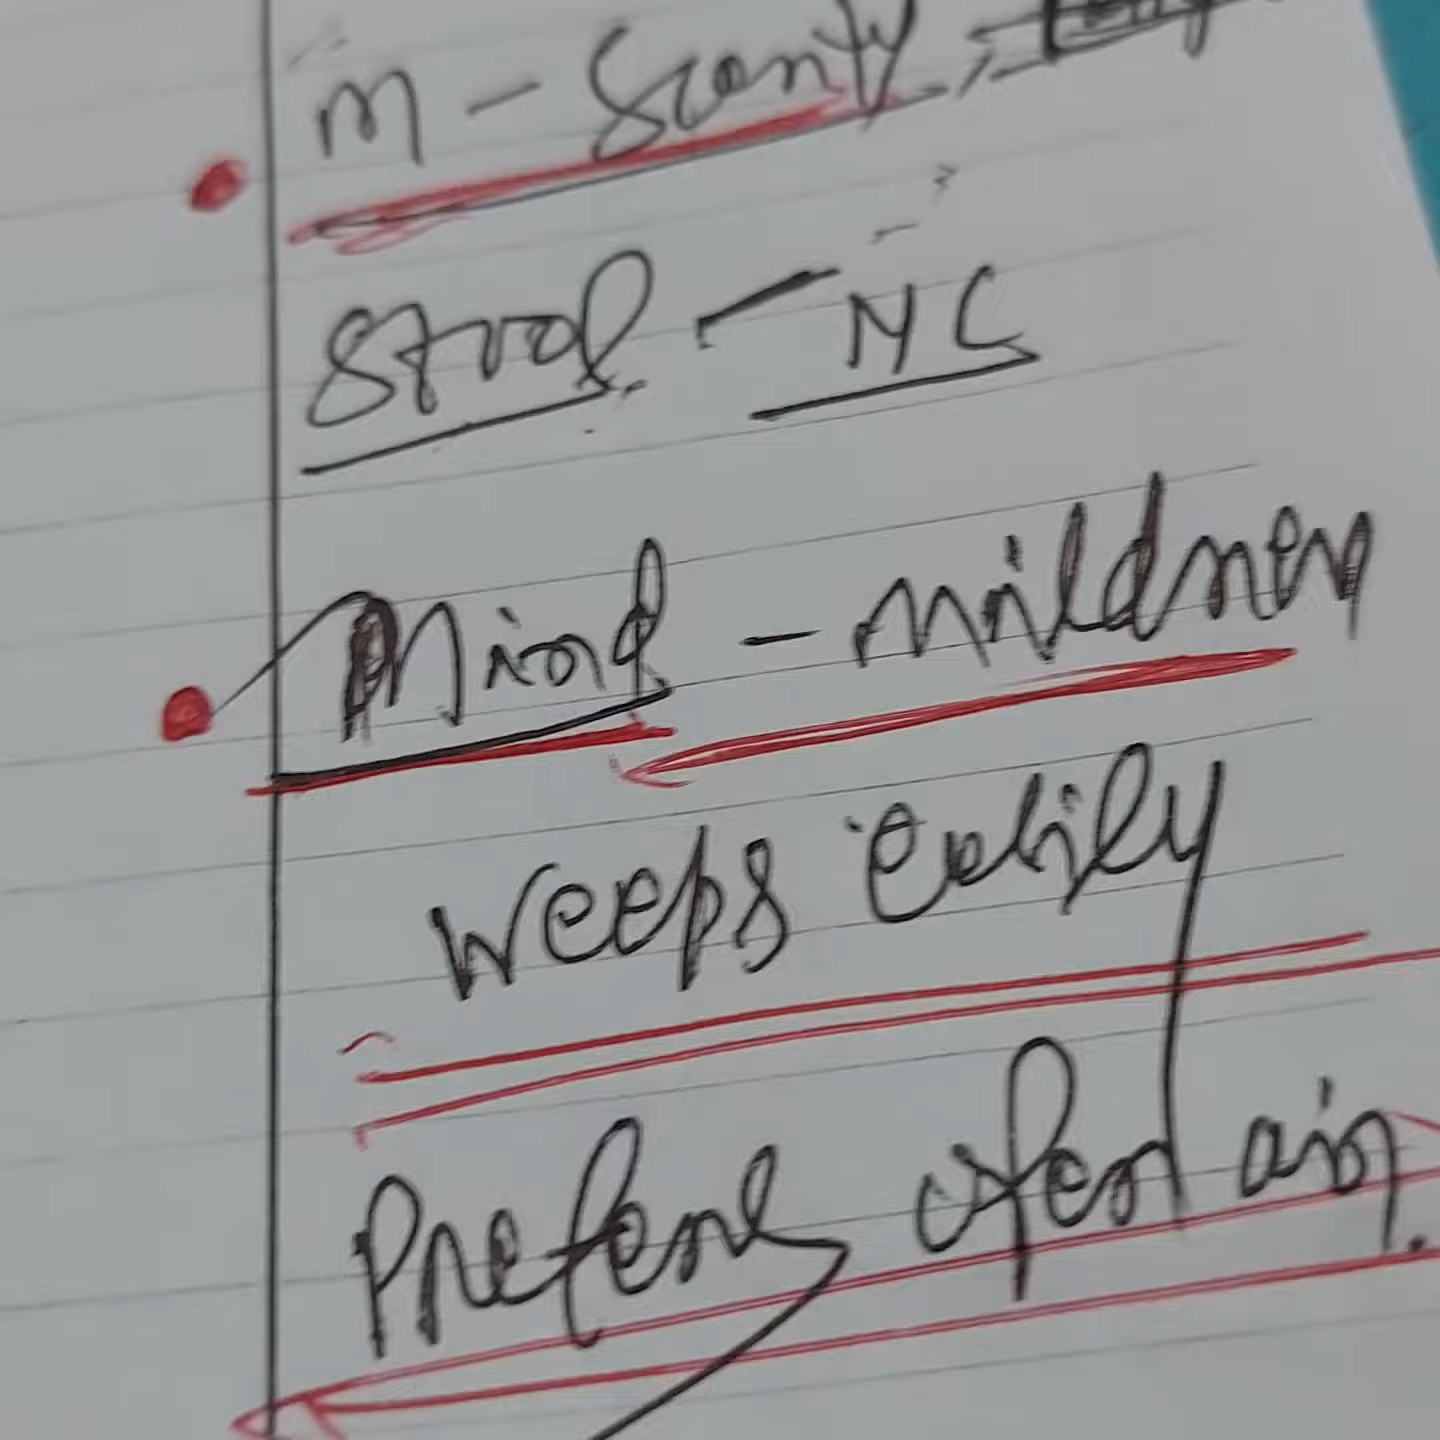 m - Scanty,
Stool - NC
Mind - mildness
Weeps easily
Prefers open air.